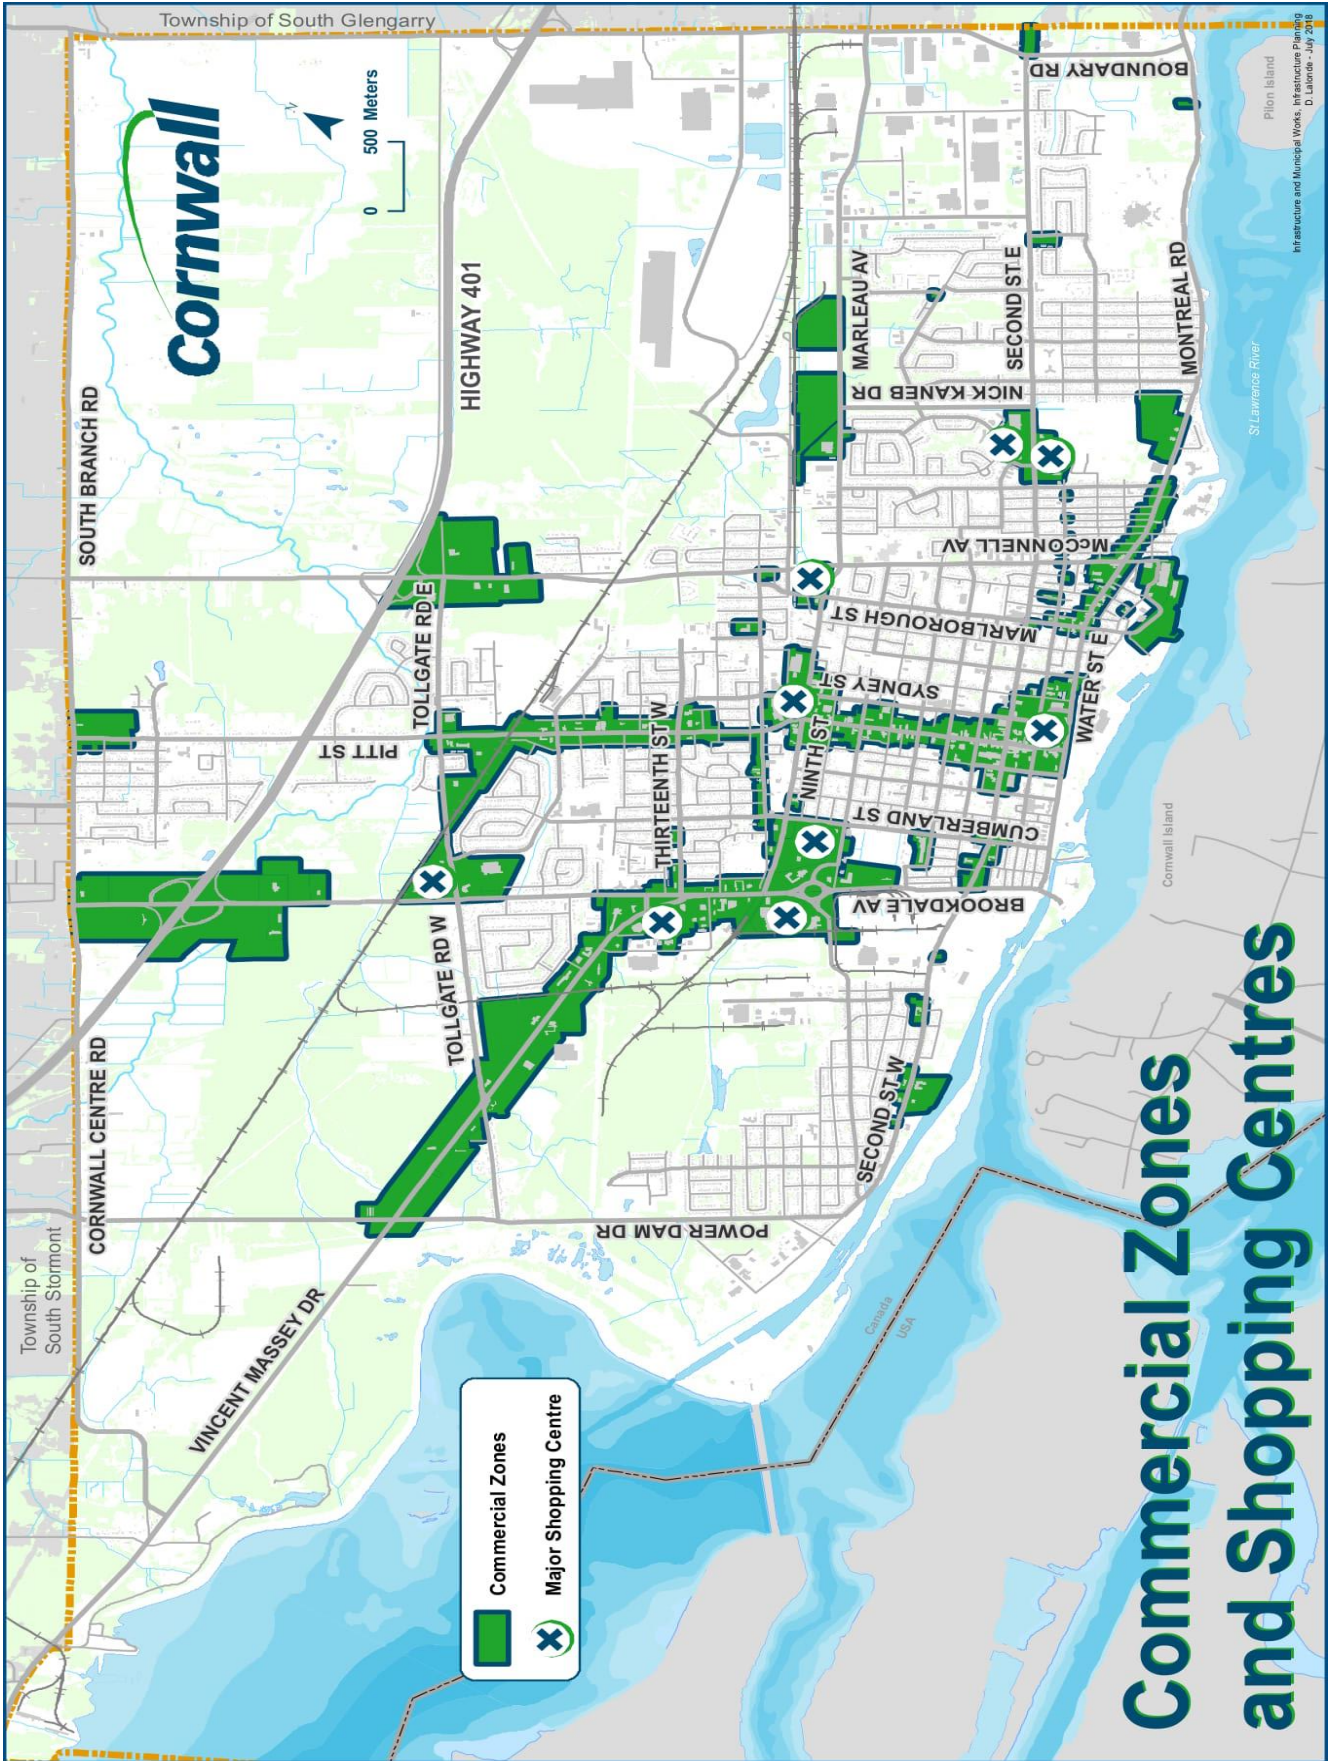 Township of South Glengarry
Township of
South Stormont
Cornwall
N
0 500 Meters
SOUTH BRANCH RD
CORNWALL CENTRE RD
HIGHWAY 401
VINCENT MASSEY DR
TOLLGATE RD E
TOLLGATE RD W
PITT ST
THIRTEENTH ST W
NINTH ST
SYDNEY ST
MARLBOROUGH ST
McCONNELL AV
CUMBERLAND ST
BROOKDALE AV
POWER DAM DR
SECOND ST W
SECOND ST E
WATER ST E
MARLEAU AV
NICK KANEB DR
MONTREAL RD
BOUNDARY RD
Pilon Island
St Lawrence River
Cornwall Island
Canada
USA
Commercial Zones
Major Shopping Centre
Commercial Zones
and Shopping Centres
Infrastructure and Municipal Works, Infrastructure Planning
D. Lalonde - July 2018